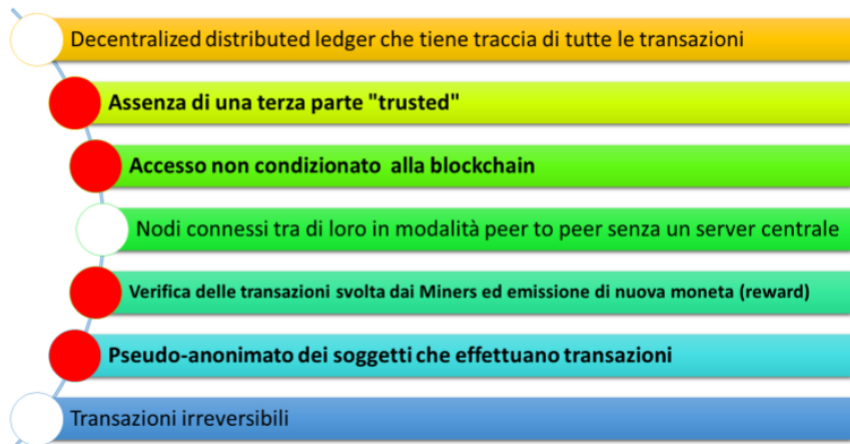 Decentralized distributed ledger che tiene traccia di tutte le transazioni
Assenza di una terza parte "trusted"
Accesso non condizionato alla blockchain
Nodi connessi tra di loro in modalità peer to peer senza un server centrale
Verifica delle transazioni svolta dai Miners ed emissione di nuova moneta (reward)
Pseudo-anonimato dei soggetti che effettuano transazioni
Transazioni irreversibili